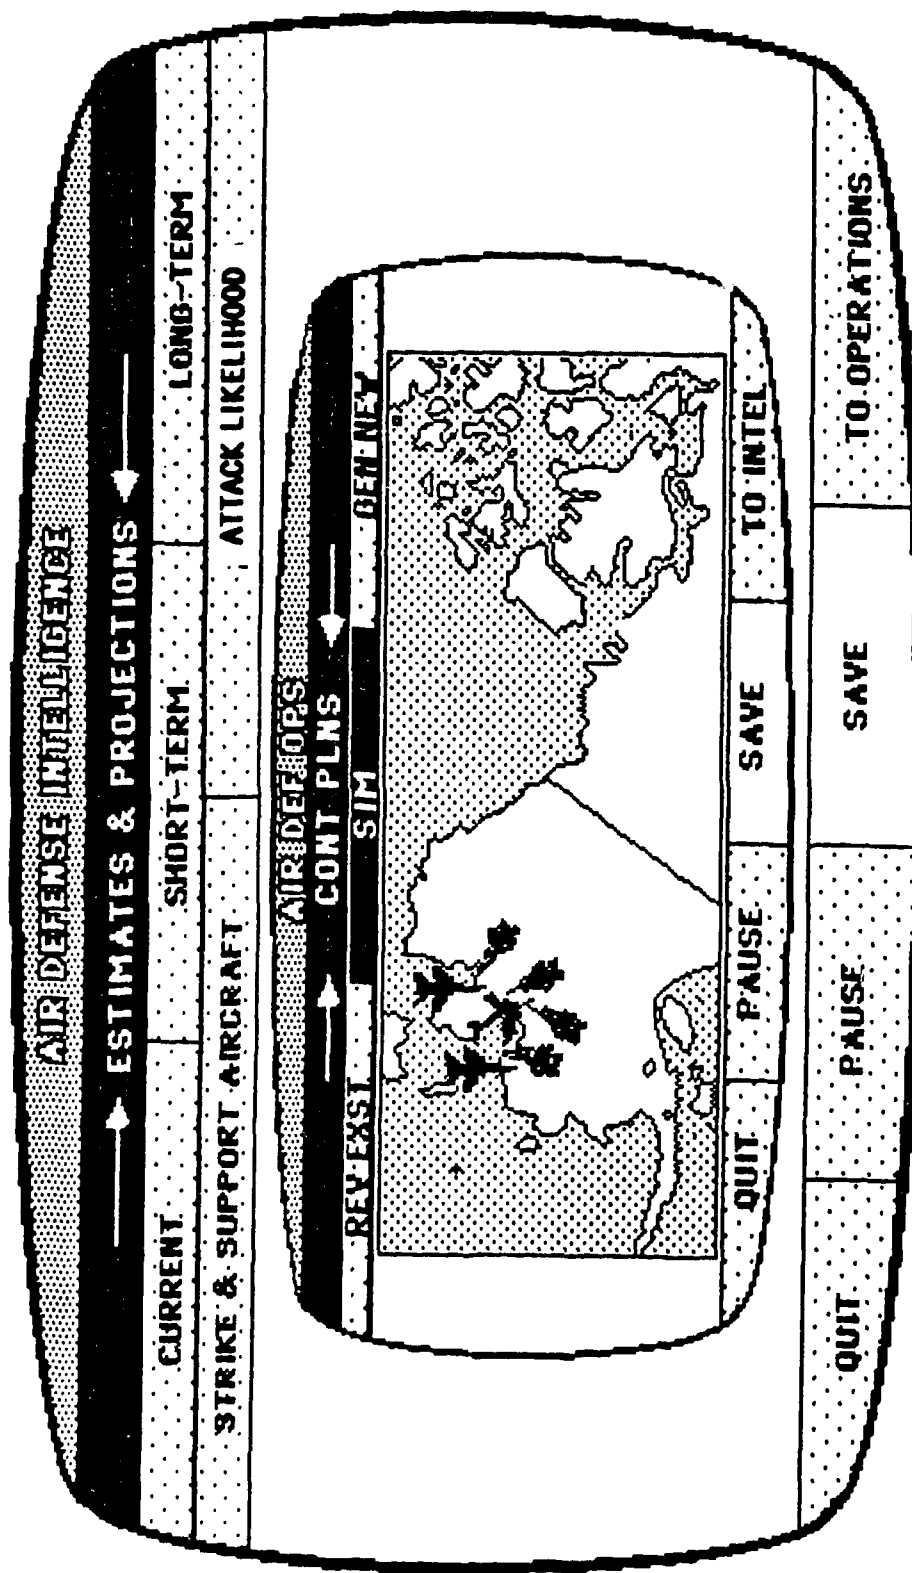 AIR DEFENSE INTELLIGENCE
ESTIMATES & PROJECTIONS
CURRENT SHORT-TERM LONG-TERM
STRIKE & SUPPORT AIRCRAFT ATTACK LIKELIHOOD
AIR DEF OPS
CONT PLNS
REV EXST SIM GEN NEW
QUIT PAUSE SAVE TO INTEL
QUIT PAUSE SAVE TO OPERATIONS